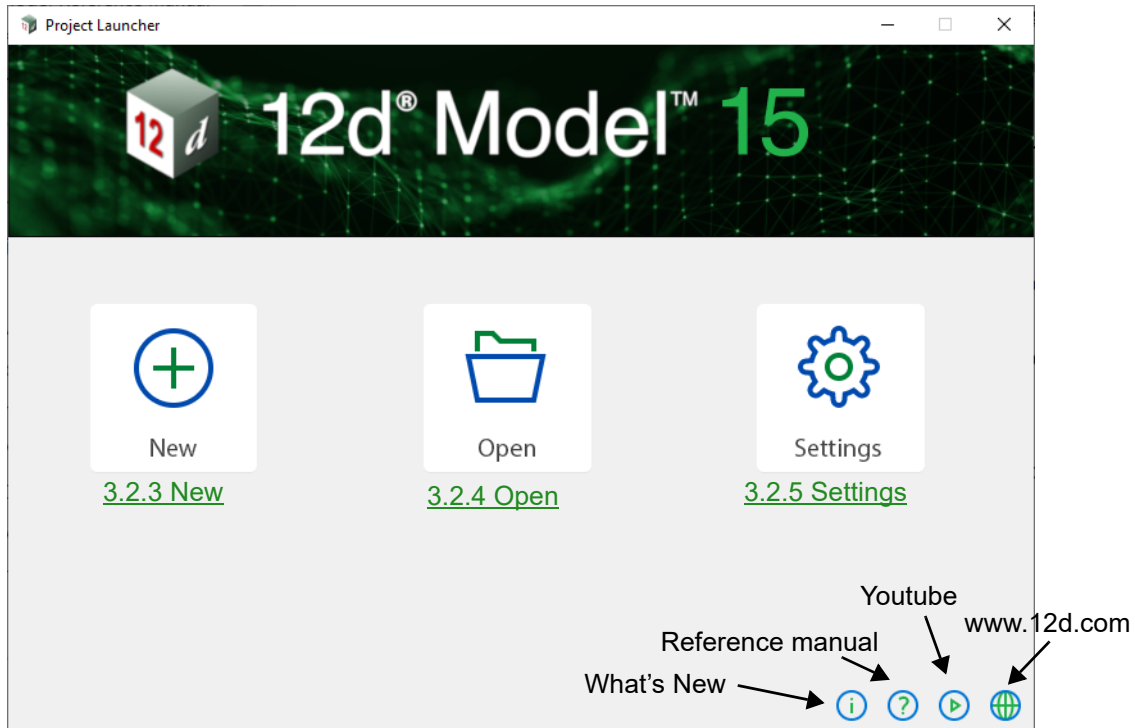 Project Launcher
12 d 12d® Model™ 15
New
Open
Settings
3.2.3 New
3.2.4 Open
3.2.5 Settings
Youtube
www.12d.com
Reference manual
What’s New
i ?